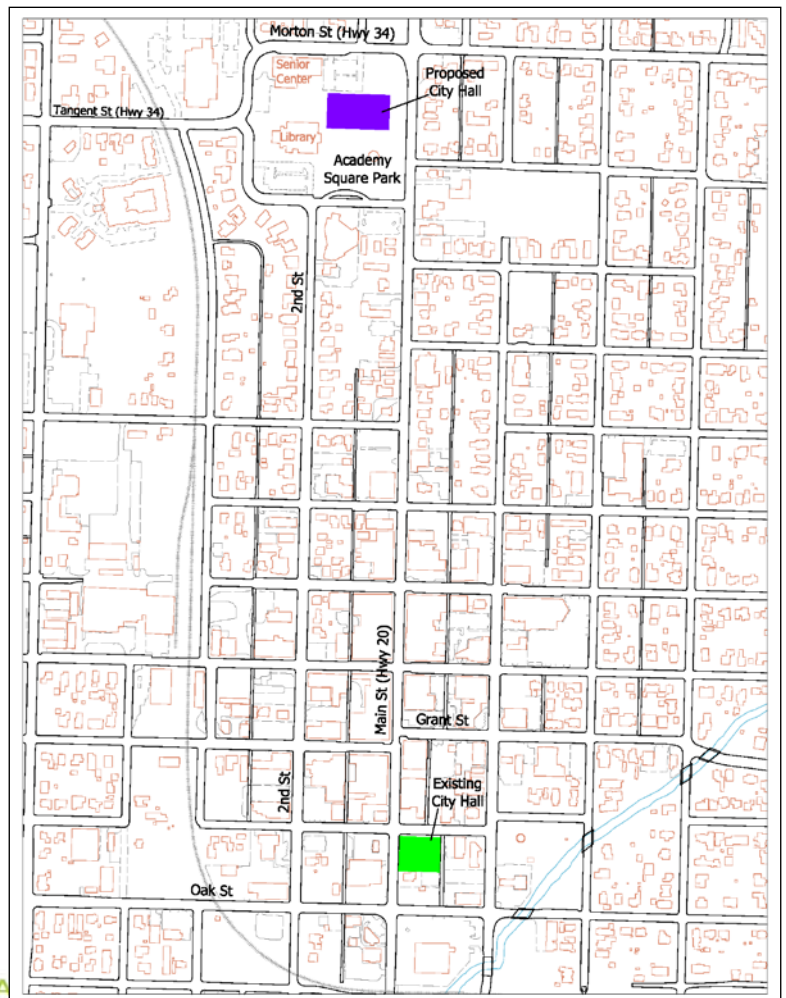 Morton St (Hwy 34)
Senior
Center
Proposed
City Hall
Tangent St (Hwy 34)
Library
Academy
Square Park
2nd St
Main St (Hwy 20)
Grant St
2nd St
Existing
City Hall
Oak St